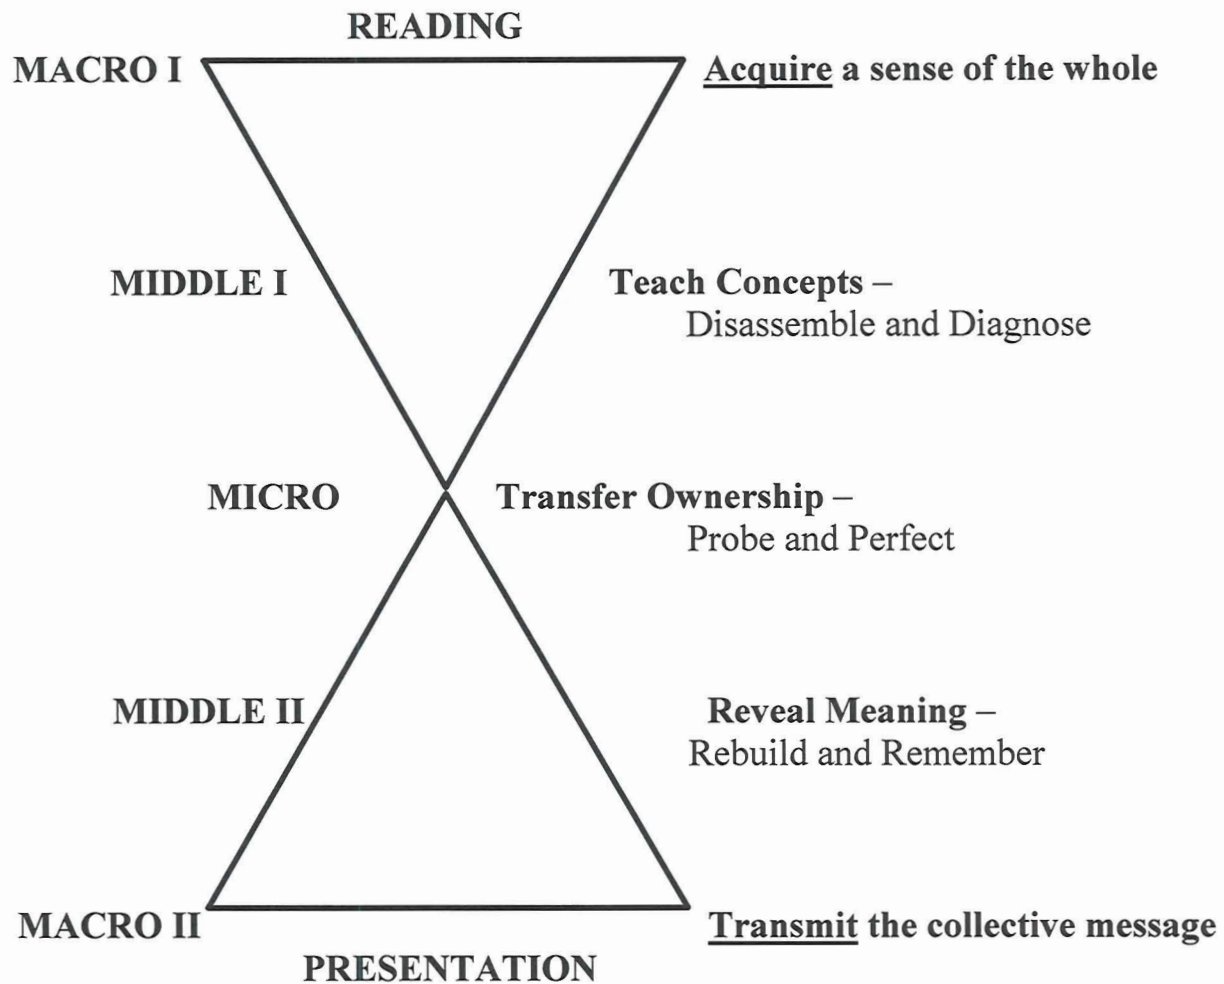 READING
MACRO I
Acquire a sense of the whole
MIDDLE I
Teach Concepts –
Disassemble and Diagnose
MICRO
Transfer Ownership –
Probe and Perfect
MIDDLE II
Reveal Meaning –
Rebuild and Remember
MACRO II
Transmit the collective message
PRESENTATION